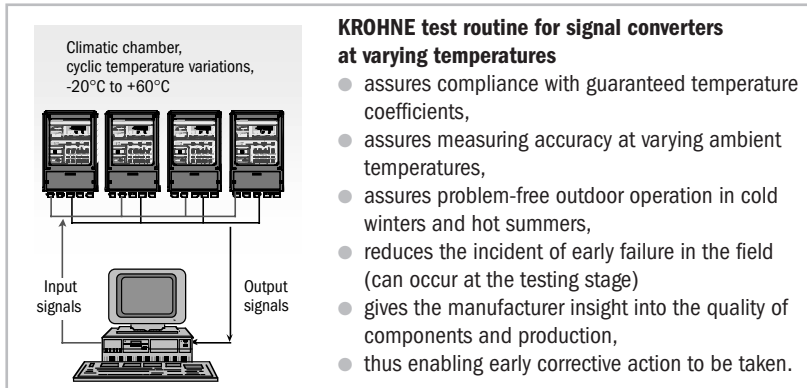 Climatic chamber,
cyclic temperature variations,
-20°C to +60°C
Input
signals
Output
signals
KROHNE test routine for signal converters
at varying temperatures
● assures compliance with guaranteed temperature
coefficients,
● assures measuring accuracy at varying ambient
temperatures,
● assures problem-free outdoor operation in cold
winters and hot summers,
● reduces the incident of early failure in the field
(can occur at the testing stage)
● gives the manufacturer insight into the quality of
components and production,
● thus enabling early corrective action to be taken.